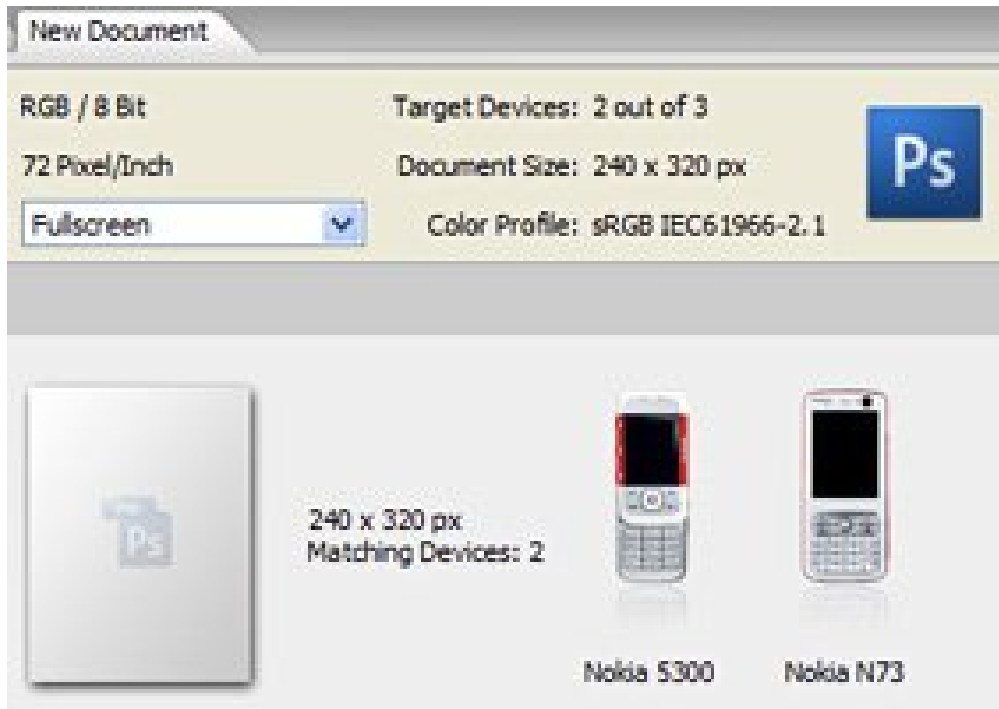 New Document
RGB / 8 Bit
Target Devices: 2 out of 3
72 Pixel/Inch
Document Size: 240 x 320 px
Fullscreen
Color Profile: sRGB IEC61966-2.1
Ps
Ps
240 x 320 px
Matching Devices: 2
Nokia 5300
Nokia N73